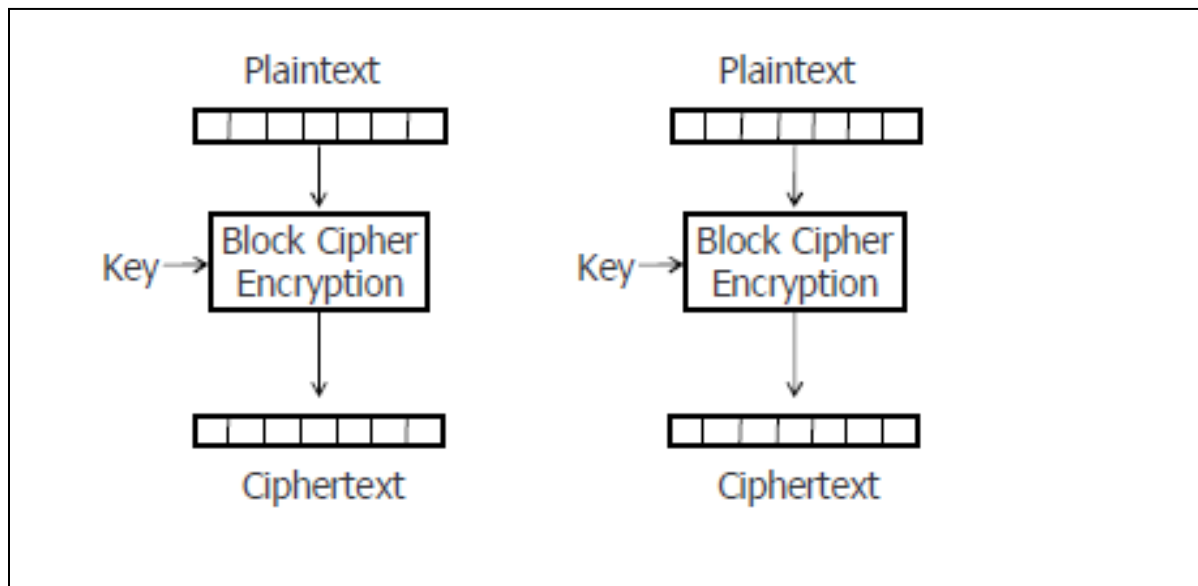 Plaintext
Plaintext
Key
Block Cipher
Encryption
Key
Block Cipher
Encryption
Ciphertext
Ciphertext